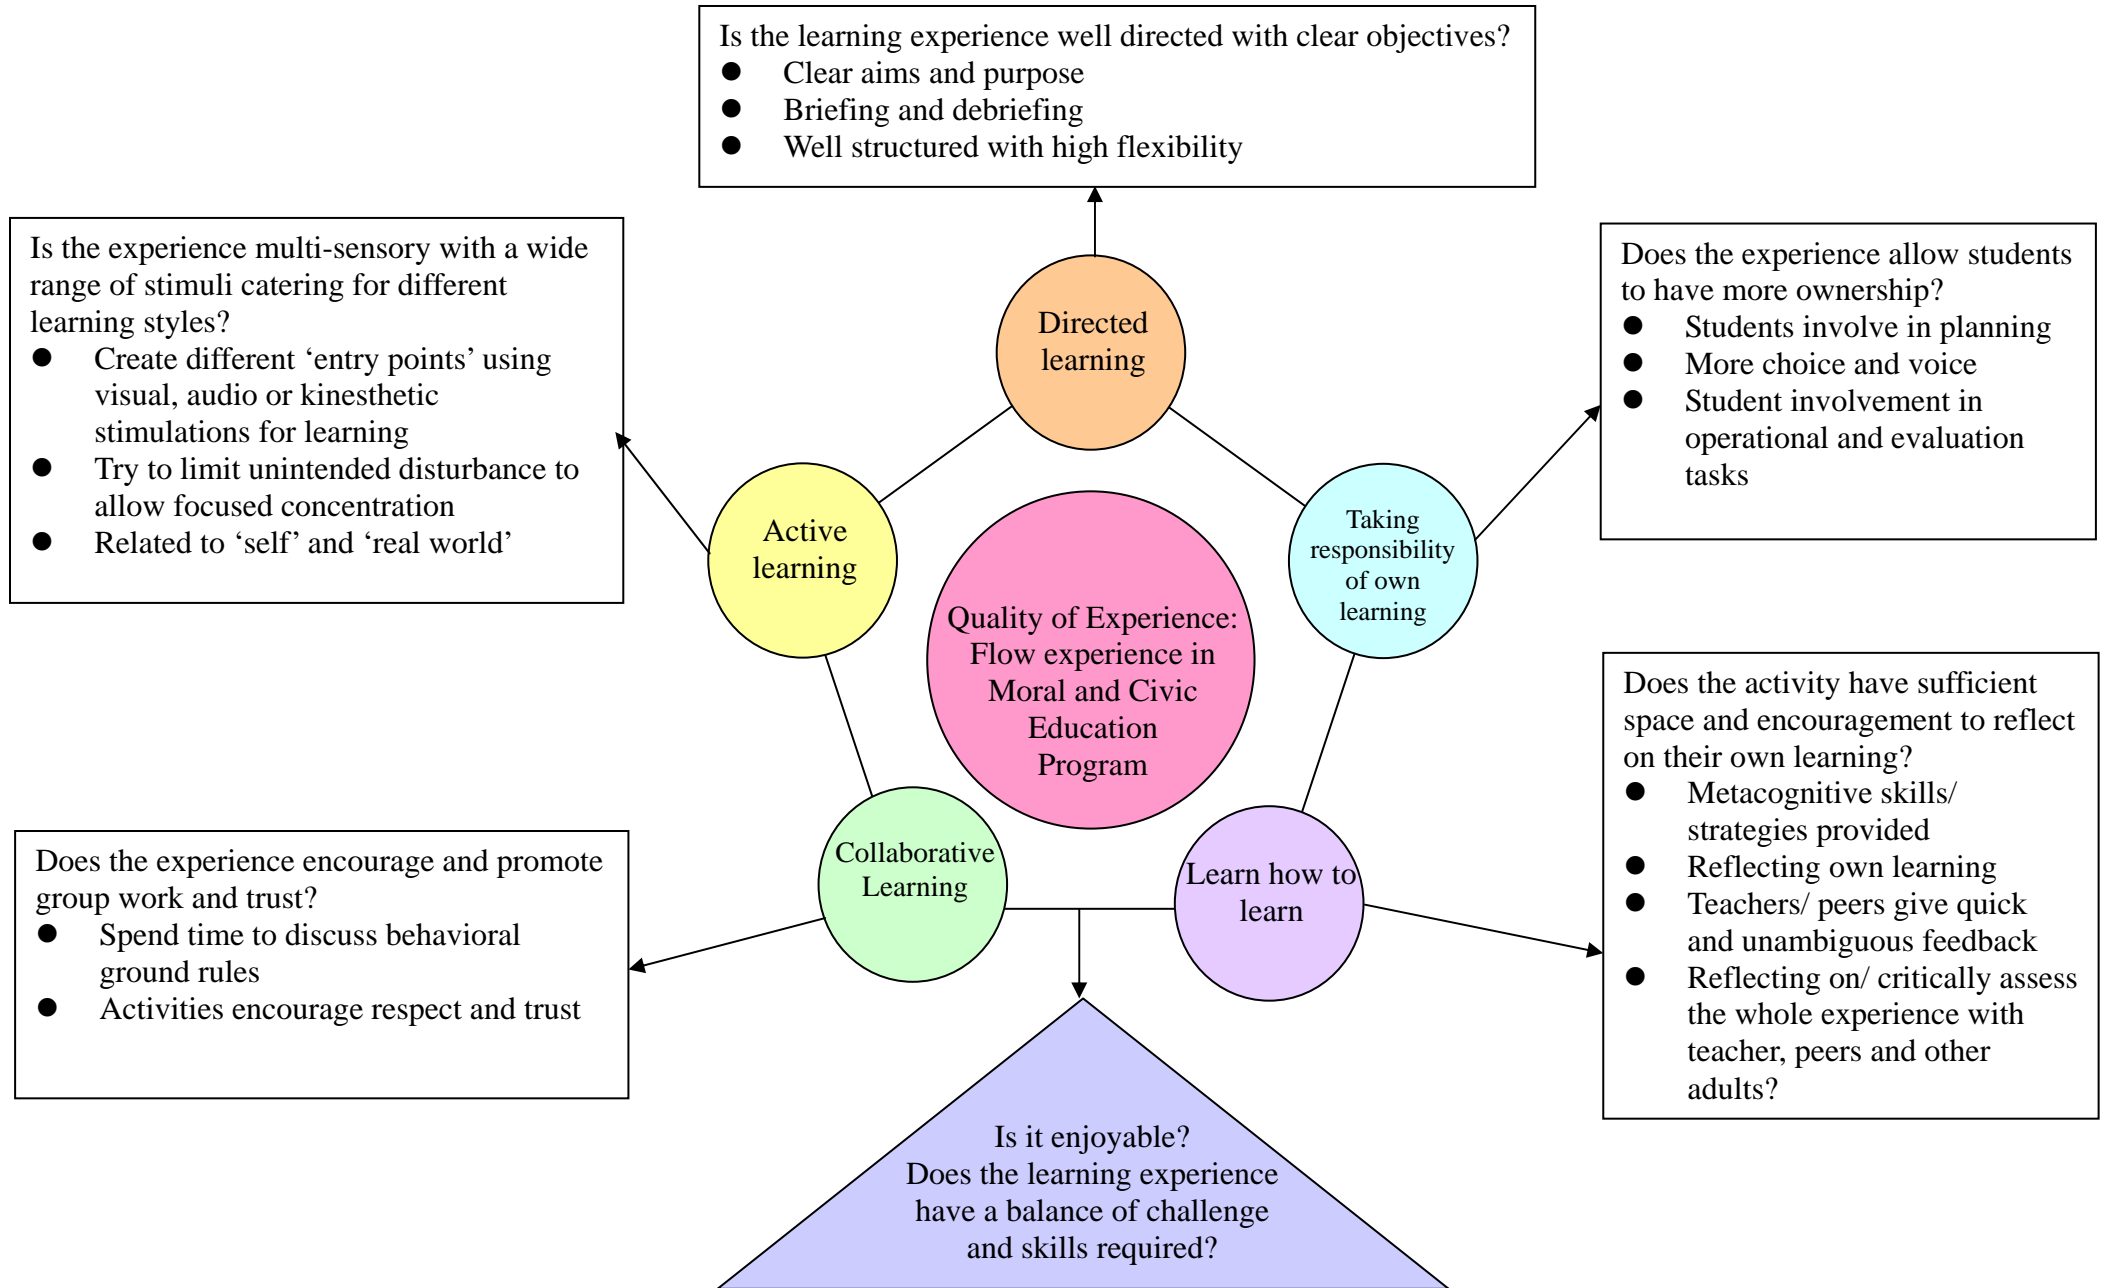 Is the learning experience well directed with clear objectives?
● Clear aims and purpose
● Briefing and debriefing
● Well structured with high flexibility
Is the experience multi-sensory with a wide
range of stimuli catering for different
learning styles?
● Create different ‘entry points’ using
visual, audio or kinesthetic
stimulations for learning
● Try to limit unintended disturbance to
allow focused concentration
● Related to ‘self’ and ‘real world’
Does the experience allow students
to have more ownership?
● Students involve in planning
● More choice and voice
● Student involvement in
operational and evaluation
tasks
Directed
learning
Active
learning
Taking
responsibility
of own
learning
Quality of Experience:
Flow experience in
Moral and Civic
Education
Program
Collaborative
Learning
Learn how to
learn
Does the experience encourage and promote
group work and trust?
● Spend time to discuss behavioral
ground rules
● Activities encourage respect and trust
Does the activity have sufficient
space and encouragement to reflect
on their own learning?
● Metacognitive skills/
strategies provided
● Reflecting own learning
● Teachers/ peers give quick
and unambiguous feedback
● Reflecting on/ critically assess
the whole experience with
teacher, peers and other
adults?
Is it enjoyable?
Does the learning experience
have a balance of challenge
and skills required?